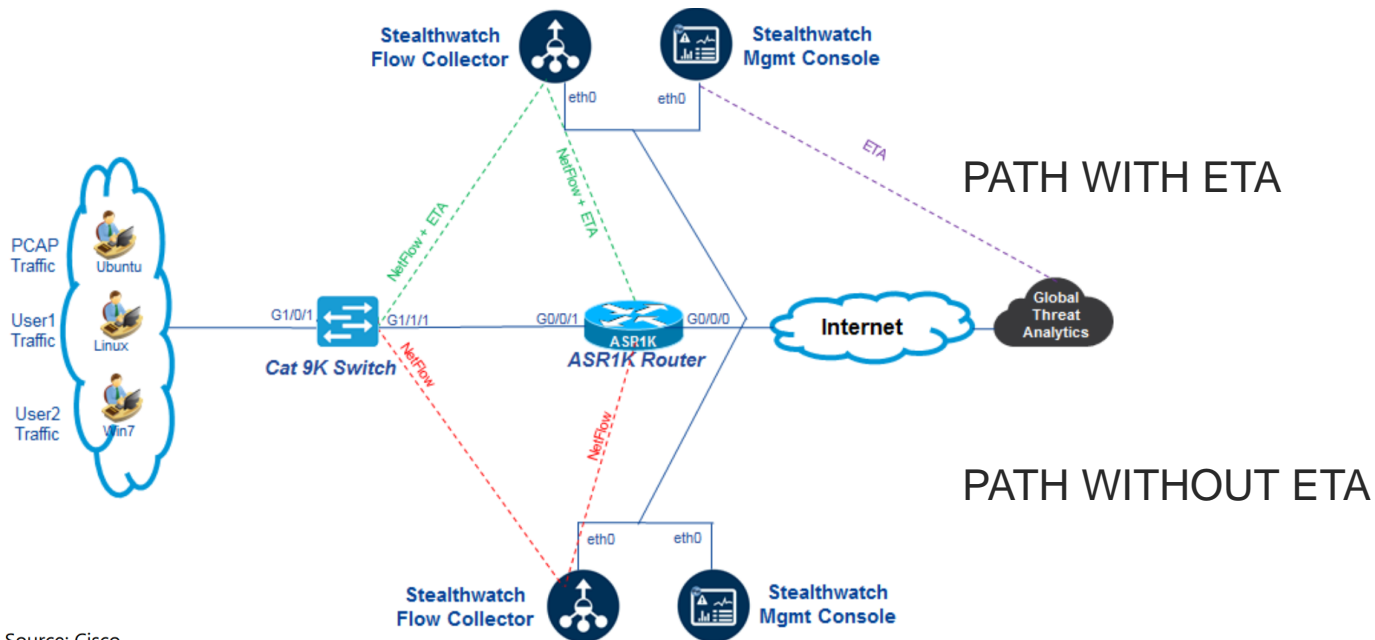 Stealthwatch
Flow Collector
Stealthwatch
Mgmt Console
eth0
eth0
ETA
PATH WITH ETA
NetFlow + ETA
NetFlow + ETA
PCAP
Traffic
Ubuntu
User1
Traffic
Linux
User2
Traffic
Win7
G1/0/1
G1/1/1
Cat 9K Switch
G0/0/1
G0/0/0
ASR1K
ASR1K Router
Internet
Global
Threat
Analytics
NetFlow
NetFlow
PATH WITHOUT ETA
eth0
eth0
Stealthwatch
Flow Collector
Stealthwatch
Mgmt Console
Source: Cisco